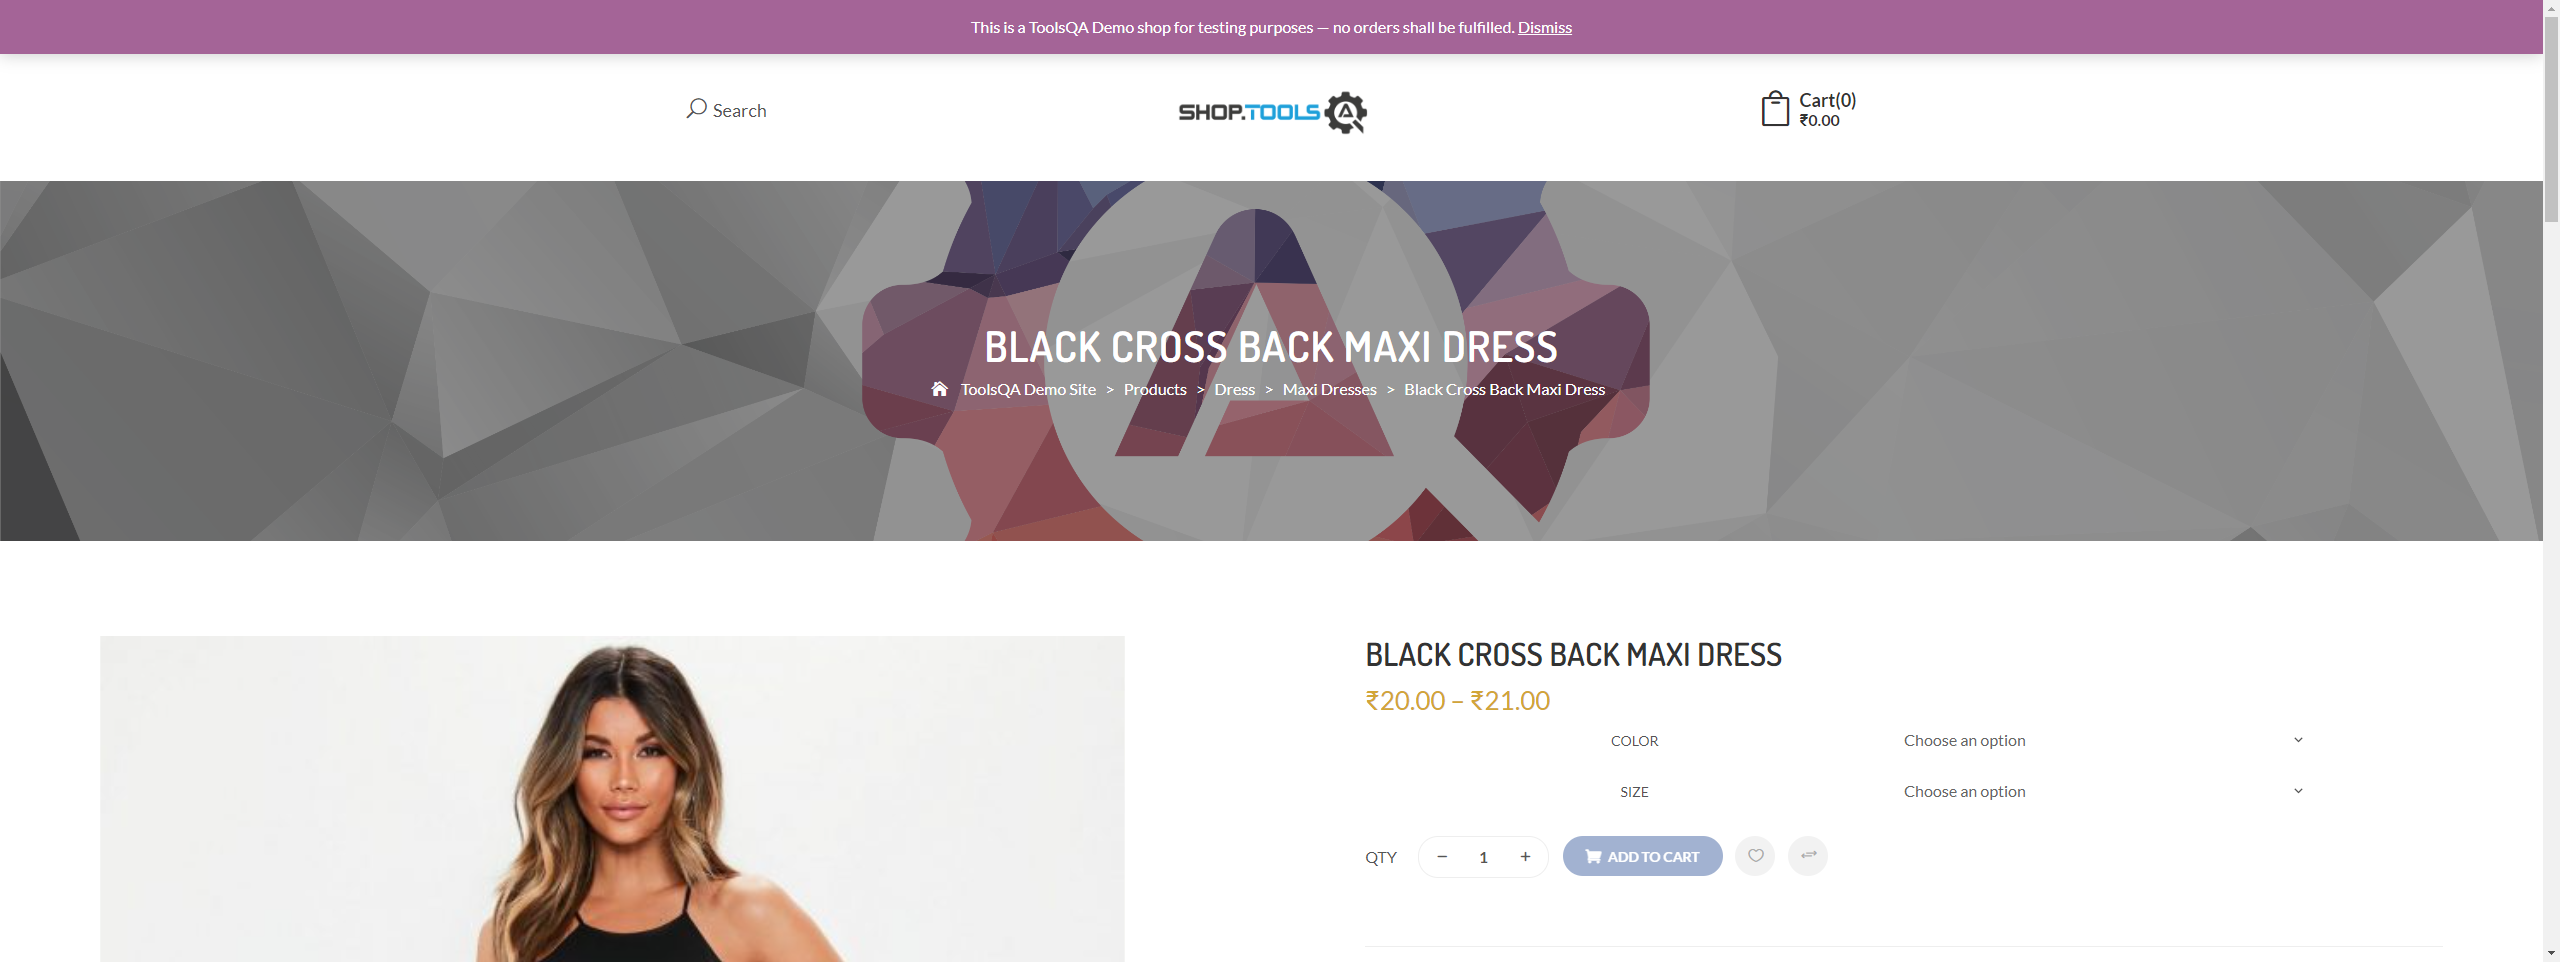 This is a ToolsQA Demo shop for testing purposes — no orders shall be fulfilled. Dismiss
Search
SHOP.TOOLS
Cart(0)
₹0.00
BLACK CROSS BACK MAXI DRESS
ToolsQA Demo Site > Products > Dress > Maxi Dresses > Black Cross Back Maxi Dress
BLACK CROSS BACK MAXI DRESS
₹20.00 – ₹21.00
COLOR Choose an option
SIZE Choose an option
QTY − 1 + ADD TO CART